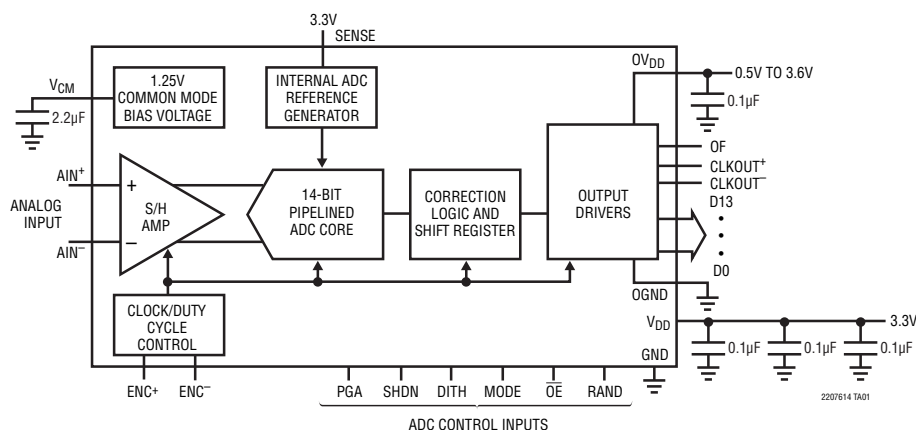 3.3V
SENSE
OVDD
0.5V TO 3.6V
0.1µF
VCM
2.2µF
1.25V
COMMON MODE
BIAS VOLTAGE
INTERNAL ADC
REFERENCE
GENERATOR
OF
CLKOUT+
CLKOUT–
D13
•
•
•
D0
AIN+
ANALOG
INPUT
AIN–
+
S/H
AMP
–
14-BIT
PIPELINED
ADC CORE
CORRECTION
LOGIC AND
SHIFT REGISTER
OUTPUT
DRIVERS
OGND
CLOCK/DUTY
CYCLE
CONTROL
VDD
3.3V
0.1µF
0.1µF
0.1µF
GND
ENC+
ENC–
PGA
SHDN
DITH
MODE
O̅E̅
RAND
ADC CONTROL INPUTS
2207614 TA01